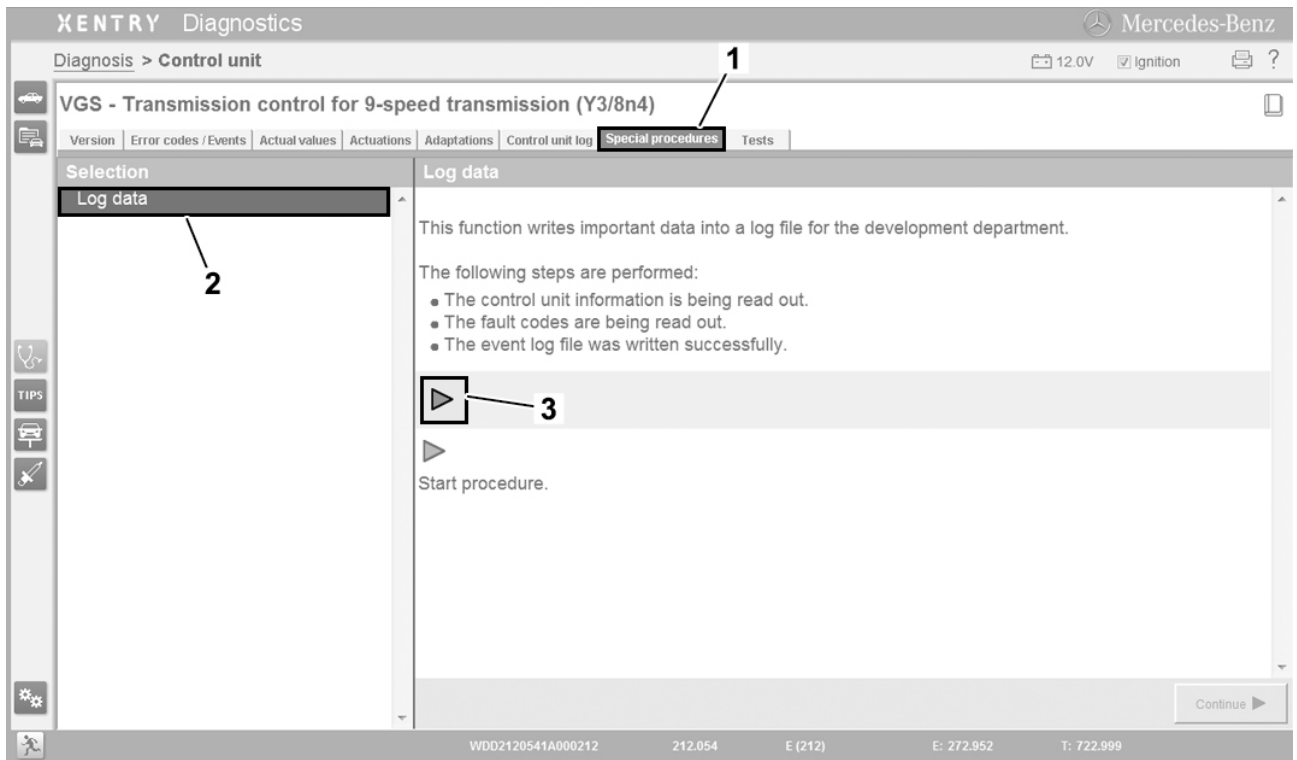 XENTRY Diagnostics
Mercedes-Benz
Diagnosis > Control unit
1
12.0V
Ignition
?
VGS - Transmission control for 9-speed transmission (Y3/8n4)
Version
Error codes / Events
Actual values
Actuations
Adaptations
Control unit log
Special procedures
Tests
Selection
Log data
2
Log data
This function writes important data into a log file for the development department.
The following steps are performed:
• The control unit information is being read out.
• The fault codes are being read out.
• The event log file was written successfully.
3
Start procedure.
TIPS
Continue
WDD2120541A000212
212.054
E (212)
E: 272.952
T: 722.999